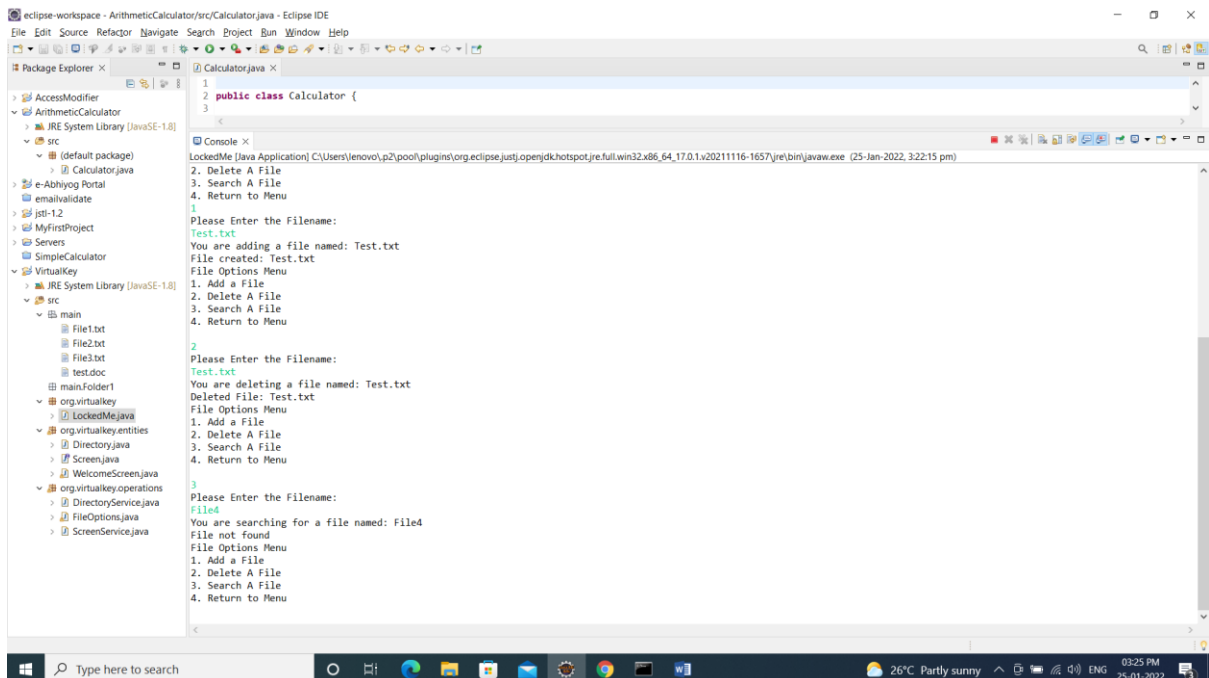 eclipse-workspace - ArithmeticCalculator/src/Calculator.java - Eclipse IDE
File Edit Source Refactor Navigate Search Project Run Window Help
Package Explorer
AccessModifier
ArithmeticCalculator
JRE System Library [JavaSE-1.8]
src
(default package)
Calculator.java
e-Abhiyog Portal
emailvalidate
jstl-1.2
MyFirstProject
Servers
SimpleCalculator
VirtualKey
JRE System Library [JavaSE-1.8]
src
main
File1.txt
File2.txt
File3.txt
test.doc
main.Folder1
org.virtualkey
LockedMe.java
org.virtualkey.entities
Directory.java
Screen.java
WelcomeScreen.java
org.virtualkey.operations
DirectoryService.java
FileOptions.java
ScreenService.java
Calculator.java
1
2 public class Calculator {
3
Console
LockedMe [Java Application] C:\Users\lenovo\.p2\pool\plugins\org.eclipse.justj.openjdk.hotspot.jre.full.win32.x86_64_17.0.1.v20211116-1657\jre\bin\javaw.exe (25-Jan-2022, 3:22:15 pm)
2. Delete A File
3. Search A File
4. Return to Menu
1
Please Enter the Filename:
Test.txt
You are adding a file named: Test.txt
File created: Test.txt
File Options Menu
1. Add a File
2. Delete A File
3. Search A File
4. Return to Menu
2
Please Enter the Filename:
Test.txt
You are deleting a file named: Test.txt
Deleted File: Test.txt
File Options Menu
1. Add a File
2. Delete A File
3. Search A File
4. Return to Menu
3
Please Enter the Filename:
File4
You are searching for a file named: File4
File not found
File Options Menu
1. Add a File
2. Delete A File
3. Search A File
4. Return to Menu
Type here to search
26°C Partly sunny
ENG
03:25 PM
25-01-2022